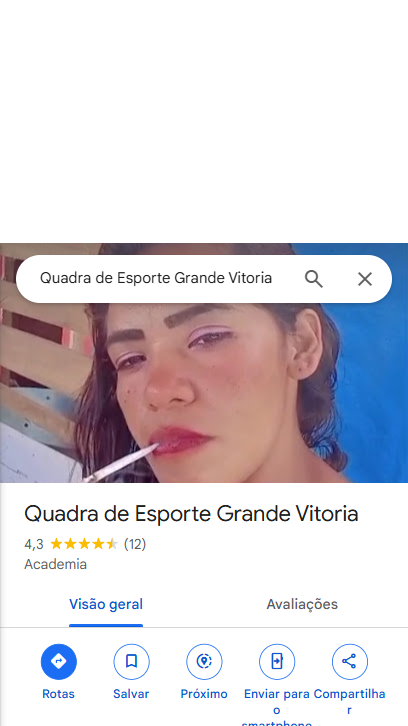 Quadra de Esporte Grande Vitoria
Quadra de Esporte Grande Vitoria
4,3 (12)
Academia
Visão geral Avaliações
Rotas Salvar Próximo Enviar para o smartphone Compartilhar